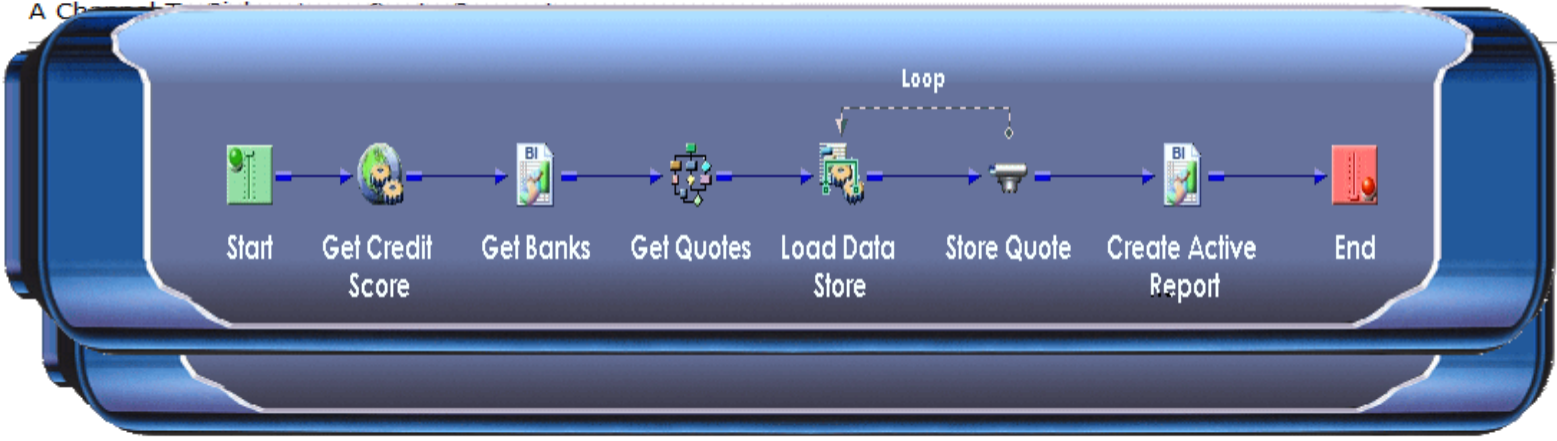 A
Loop
BI
BI
Start
Get Credit
Score
Get Banks
Get Quotes
Load Data
Store
Store Quote
Create Active
Report
End